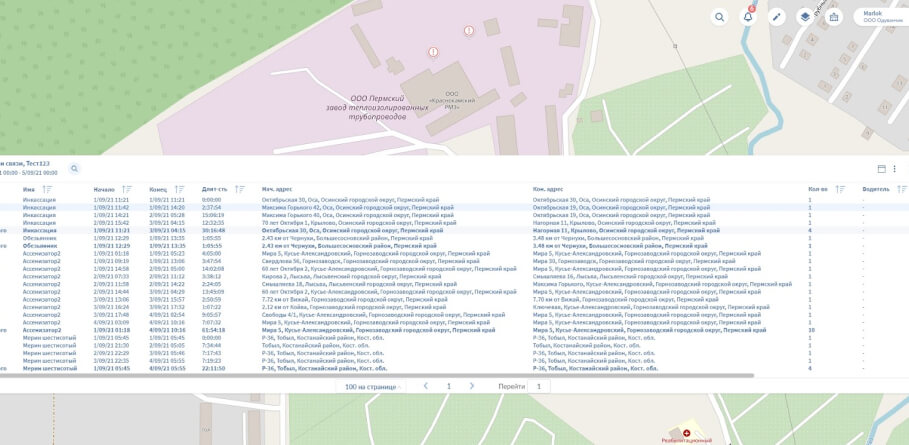 6
Marlok
ООО Одуванчик
ООО Пермский
завод теплоизолированных
трубопроводов
ООО
«Краснокамский
РМЗ»
и связи, Тест123
1 00:00 - 5/09/21 00:00
Имя Начало Конец Длит-сть Нач. адрес Кон. адрес Кол-во Водитель
Инкассация 1/09/21 11:21 1/09/21 11:21 0:00:00 Октябрьская 30, Оса, Осинский городской округ, Пермский край Октябрьская 30, Оса, Осинский городской округ, Пермский край 1 -
Инкассация 1/09/21 11:42 1/09/21 14:20 2:37:54 Максима Горького 42, Оса, Осинский городской округ, Пермский край Октябрьская 19, Оса, Осинский городской округ, Пермский край 1 -
Инкассация 1/09/21 14:21 2/09/21 05:28 15:06:19 Максима Горького 40, Оса, Осинский городской округ, Пермский край Октябрьская 19, Оса, Осинский городской округ, Пермский край 1 -
Инкассация 2/09/21 15:42 3/09/21 04:15 12:32:35 70 лет Октября 1, Крылово, Осинский городской округ, Пермский край Нагорная 11, Крылово, Осинский городской округ, Пермский край 1 -
ого Инкассация 1/09/21 11:21 3/09/21 04:15 30:16:48 Октябрьская 30, Оса, Осинский городской округ, Пермский край Нагорная 11, Крылово, Осинский городской округ, Пермский край 4 -
Обезьянник 1/09/21 12:29 1/09/21 13:35 1:05:55 2.43 км от Чернухи, Большесосновский район, Пермский край 3.48 км от Чернухи, Большесосновский район, Пермский край 1 -
ого Обезьянник 1/09/21 12:29 1/09/21 13:35 1:05:55 2.43 км от Чернухи, Большесосновский район, Пермский край 3.48 км от Чернухи, Большесосновский район, Пермский край 1 -
Ассенизатор2 1/09/21 01:18 1/09/21 05:23 4:05:00 Мира 5, Кусье-Александровский, Горнозаводский городской округ, Пермский край Мира 5, Кусье-Александровский, Горнозаводский городской округ, Пермский край 1 -
Ассенизатор2 1/09/21 09:19 1/09/21 13:06 3:47:54 Свердлова 56, Горнозаводский городской округ, Пермский край Мира 30, Горнозаводский городской округ, Пермский край 1 -
Ассенизатор2 1/09/21 14:58 2/09/21 05:00 14:02:08 60 лет Октября 2, Кусье-Александровский, Горнозаводский городской округ, Пермский край Мира 5, Кусье-Александровский, Горнозаводский городской округ, Пермский край 1 -
Ассенизатор2 2/09/21 07:33 2/09/21 11:12 3:38:12 Кирова 2, Лысьва, Лысьвенский городской округ, Пермский край Смышляева 16, Лысьва, Лысьвенский городской округ, Пермский край 1 -
Ассенизатор2 2/09/21 11:58 2/09/21 14:22 2:24:05 Смышляева 18, Лысьва, Лысьвенский городской округ, Пермский край Максима Горького, Кусье-Александровский, Горнозаводский городской округ, Пермский край 1 -
Ассенизатор2 2/09/21 14:44 3/09/21 04:29 13:45:09 60 лет Октября 2, Кусье-Александровский, Горнозаводский городской округ, Пермский край Мира 5, Кусье-Александровский, Горнозаводский городской округ, Пермский край 1 -
Ассенизатор2 3/09/21 13:06 3/09/21 15:57 2:50:59 7.72 км от Вижай, Горнозаводский городской округ, Пермский край 7.70 км от Вижай, Горнозаводский городской округ, Пермский край 1 -
Ассенизатор2 3/09/21 16:24 3/09/21 17:32 1:07:22 2.12 км от Койва, Горнозаводский городской округ, Пермский край Ключевая, Кусье-Александровский, Горнозаводский городской округ, Пермский край 1 -
Ассенизатор2 3/09/21 17:48 4/09/21 02:54 9:05:57 Свободы 4/1, Кусье-Александровский, Горнозаводский городской округ, Пермский край Мира 5, Кусье-Александровский, Горнозаводский городской округ, Пермский край 1 -
Ассенизатор2 4/09/21 03:09 4/09/21 10:16 7:07:32 Мира 5, Кусье-Александровский, Горнозаводский городской округ, Пермский край Мира 5, Кусье-Александровский, Горнозаводский городской округ, Пермский край 1 -
ого Ассенизатор2 1/09/21 01:18 4/09/21 10:16 61:54:18 Мира 5, Кусье-Александровский, Горнозаводский городской округ, Пермский край Мира 5, Кусье-Александровский, Горнозаводский городской округ, Пермский край 10 -
Мерин шестисотый 1/09/21 05:45 1/09/21 05:45 0:00:00 Р-36, Тобыл, Костанайский район, Кост. обл. Р-36, Тобыл, Костанайский район, Кост. обл. 1 -
Мерин шестисотый 1/09/21 21:30 2/09/21 05:05 7:34:44 Тобыл, Костанайский район, Кост. обл. Тобыл, Костанайский район, Кост. обл. 1 -
Мерин шестисотый 2/09/21 22:29 3/09/21 05:46 7:17:43 Р-36, Тобыл, Костанайский район, Кост. обл. Р-36, Тобыл, Костанайский район, Кост. обл. 1 -
Мерин шестисотый 3/09/21 22:35 4/09/21 05:55 7:19:23 Р-36, Тобыл, Костанайский район, Кост. обл. Р-36, Тобыл, Костанайский район, Кост. обл. 1 -
ого Мерин шестисотый 1/09/21 05:45 4/09/21 05:55 22:11:50 Р-36, Тобыл, Костанайский район, Кост. обл. Р-36, Тобыл, Костанайский район, Кост. обл. 4 -
100 на странице 1 Перейти 1
Реабилитационный